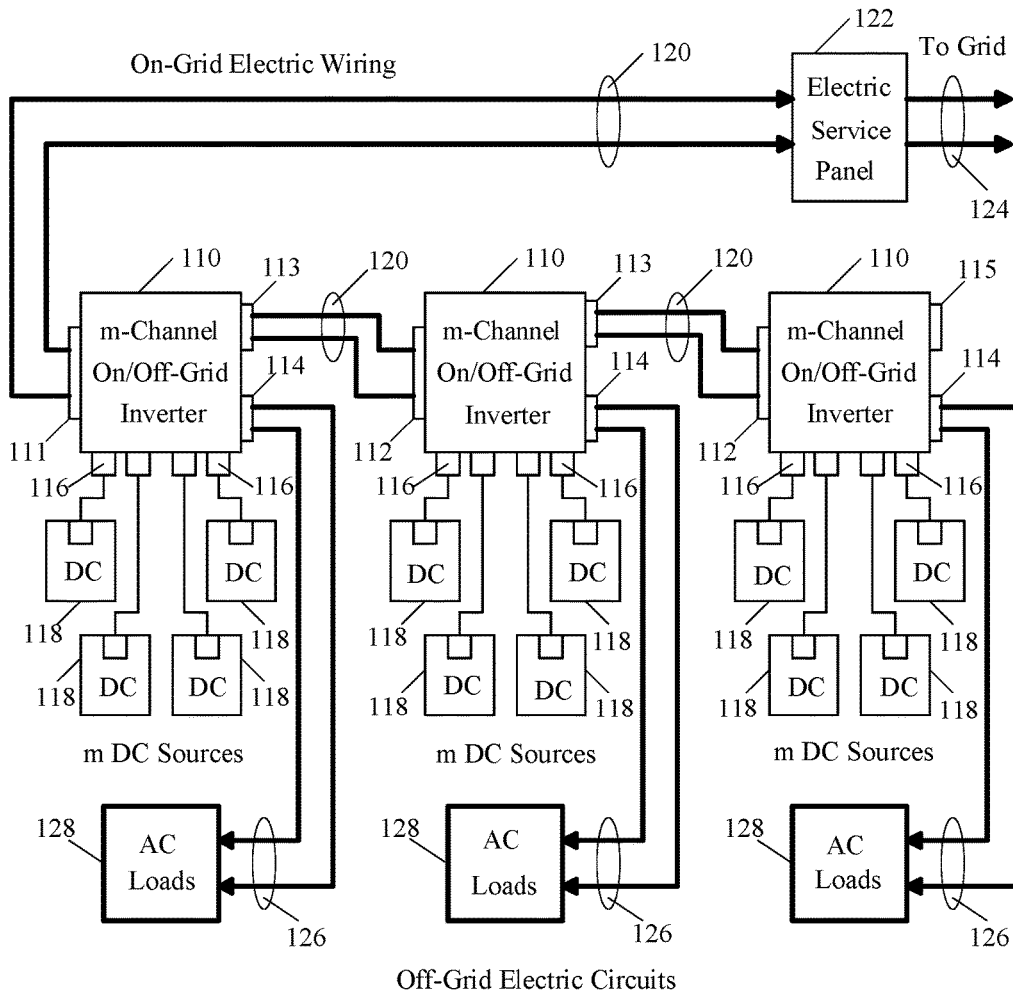 122
On-Grid Electric Wiring
120
To Grid
Electric
Service
Panel
124
110
113
120
110
113
120
110
115
m-Channel
On/Off-Grid
Inverter
114
m-Channel
On/Off-Grid
Inverter
114
m-Channel
On/Off-Grid
Inverter
114
111
112
112
116
116
116
116
116
116
DC
DC
DC
DC
DC
DC
118
118
118
118
118
118
118
DC
DC
118
118
DC
DC
118
118
DC
DC
118
m DC Sources
m DC Sources
m DC Sources
128
AC
Loads
128
AC
Loads
128
AC
Loads
126
126
126
Off-Grid Electric Circuits